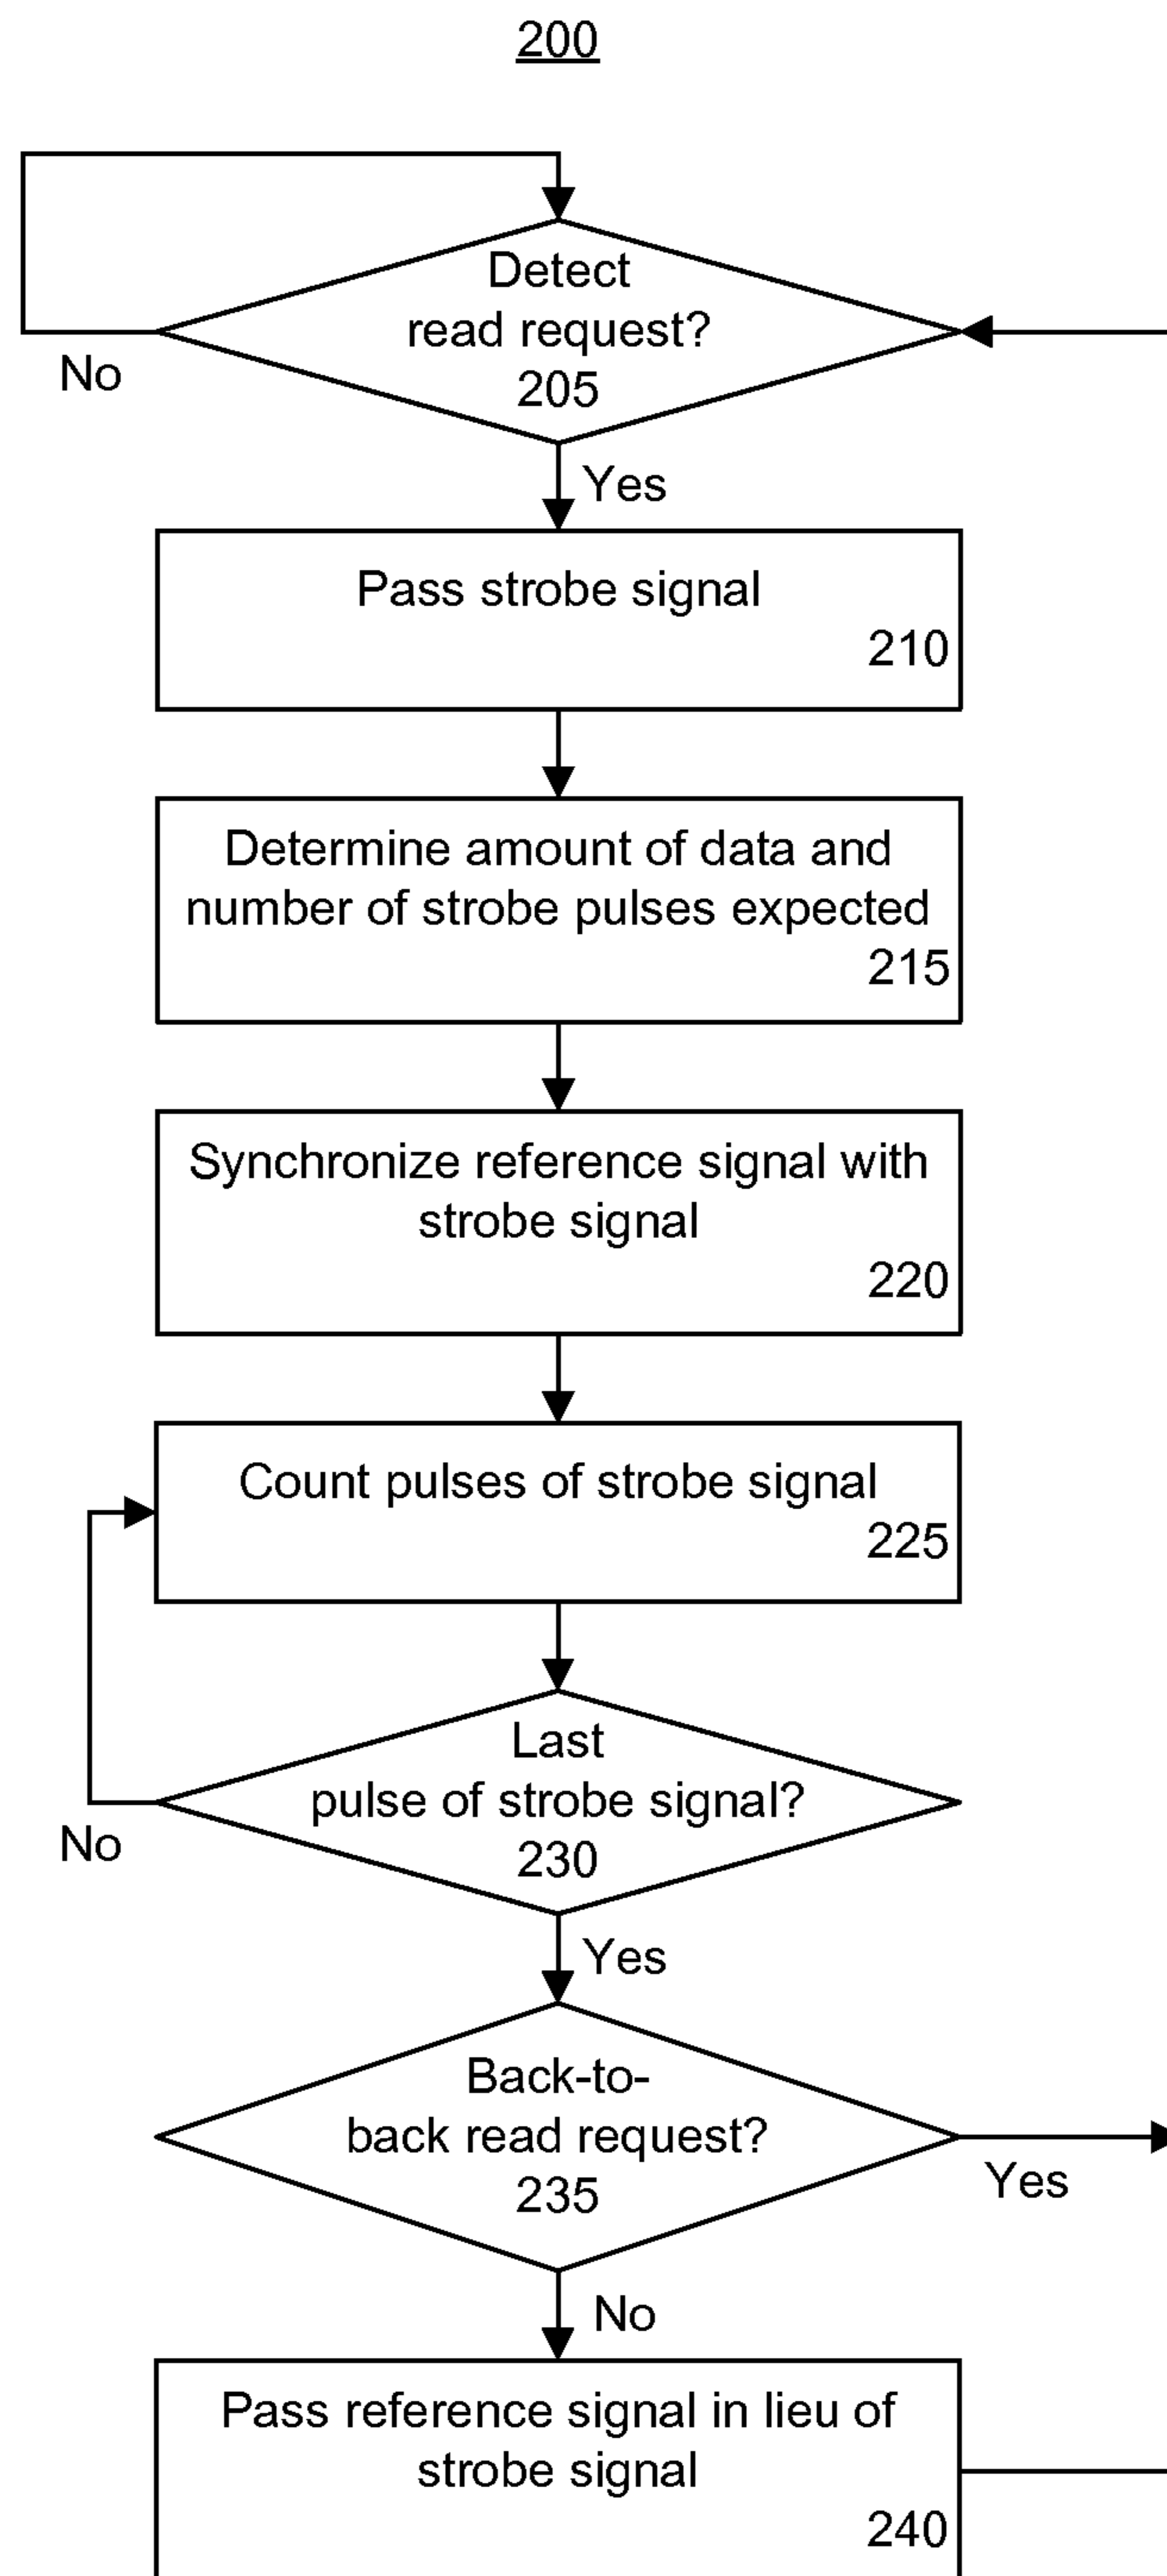 200
Detect
read request?
205
No
Yes
Pass strobe signal
210
Determine amount of data and
number of strobe pulses expected
215
Synchronize reference signal with
strobe signal
220
Count pulses of strobe signal
225
Last
pulse of strobe signal?
230
No
Yes
Back-to-
back read request?
235
Yes
No
Pass reference signal in lieu of
strobe signal
240